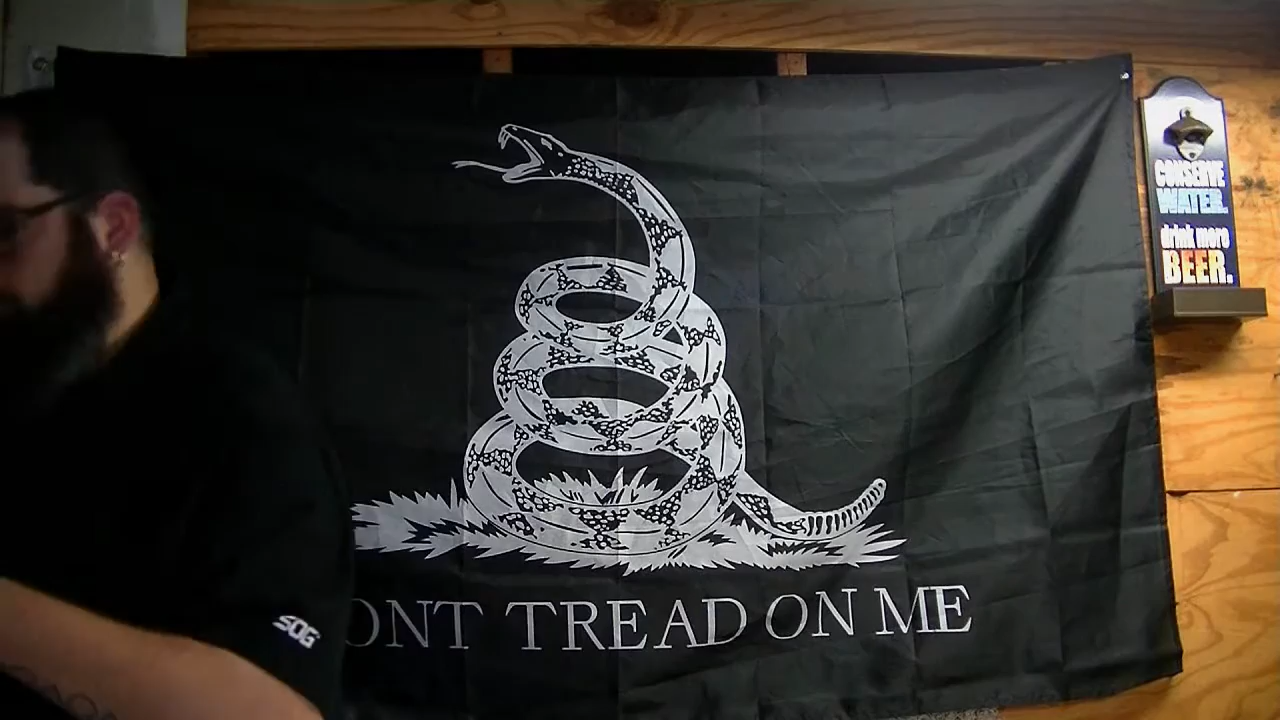 CONSERVE
WATER.
drink more
BEER.
ONT TREAD ON ME
SOG